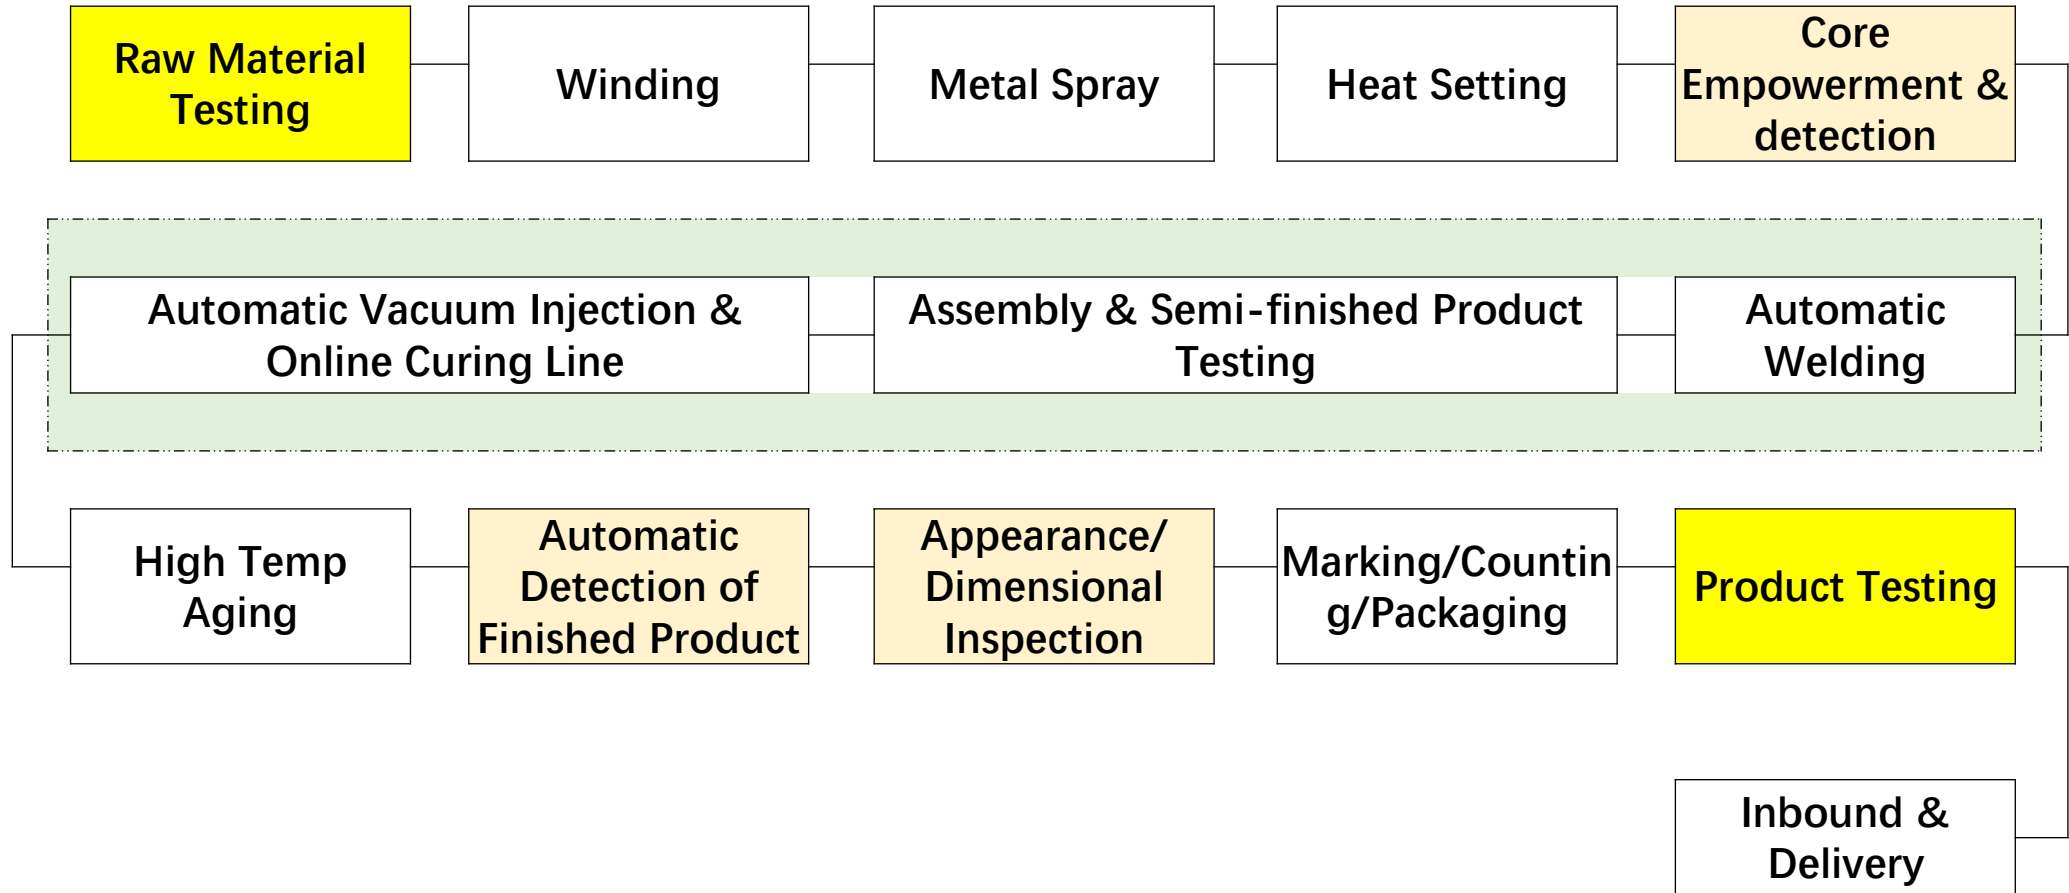 Raw Material
Testing
Winding
Metal Spray
Heat Setting
Core
Empowerment &
detection
Automatic Vacuum Injection &
Online Curing Line
Assembly & Semi-finished Product
Testing
Automatic
Welding
High Temp
Aging
Automatic
Detection of
Finished Product
Appearance/
Dimensional
Inspection
Marking/Countin
g/Packaging
Product Testing
Inbound &
Delivery